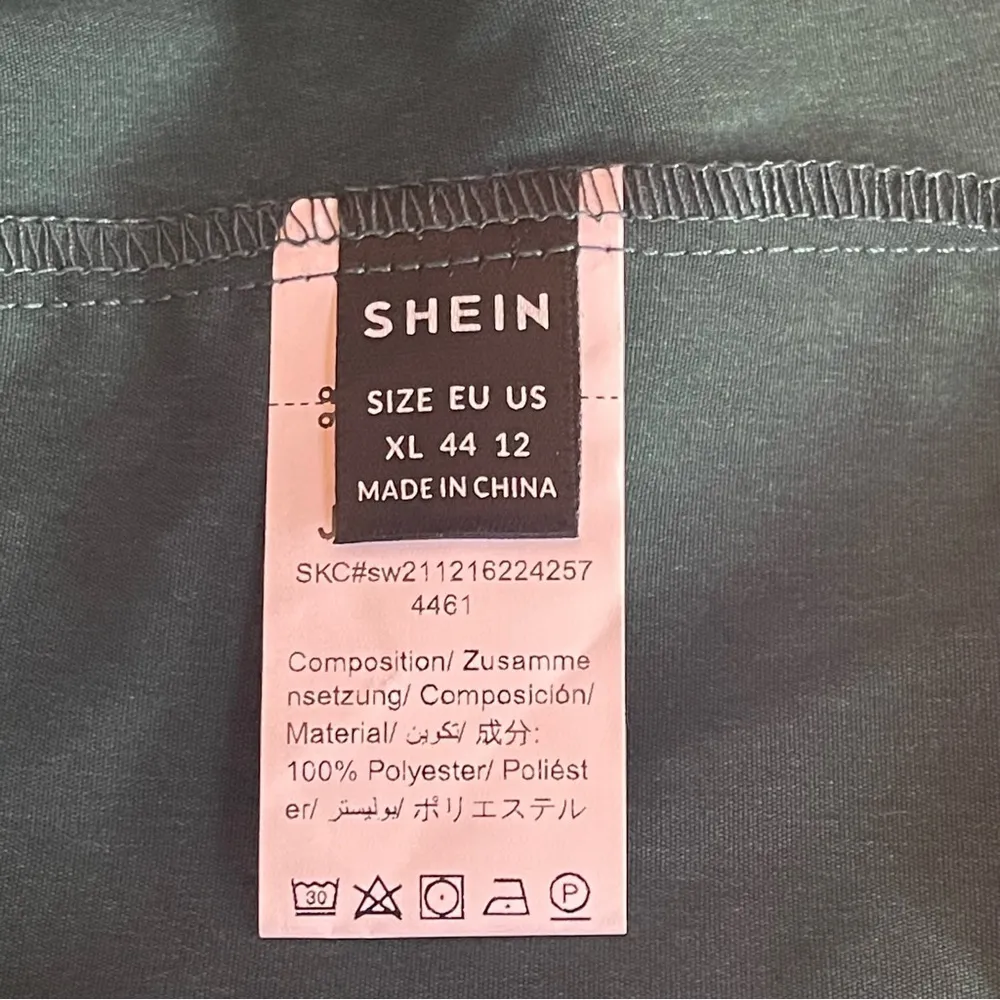 SHEIN
SIZE EU US
XL 44 12
MADE IN CHINA
SKC#sw211216224257
4461
Composition/ Zusamme
nsetzung/ Composición/
Material/ تكوين/ 成分:
100% Polyester/ Poliést
er/ بوليستر/ ポリエステル
30
P